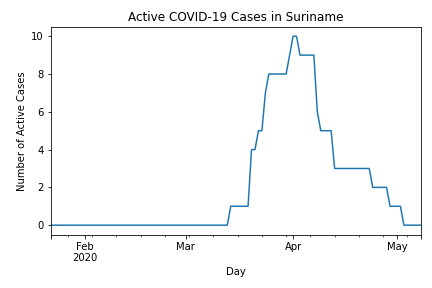 Active COVID-19 Cases in Suriname
Number of Active Cases
10
8
6
4
2
0
Feb
2020
Mar
Apr
May
Day